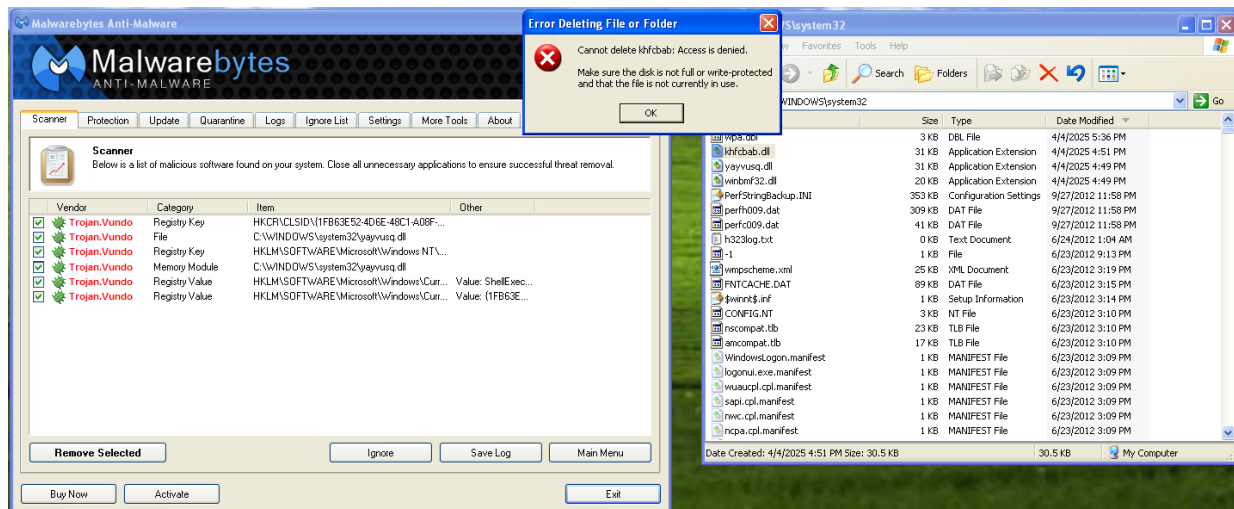 Malwarebytes Anti-Malware
Malwarebytes
ANTI-MALWARE
Scanner Protection Update Quarantine Logs Ignore List Settings More Tools About
Scanner
Below is a list of malicious software found on your system. Close all unnecessary applications to ensure successful threat removal.
Vendor Category Item Other
Trojan.Vundo Registry Key HKCR\CLSID\{1FB63E52-4D6E-48C1-A08F-...
Trojan.Vundo File C:\WINDOWS\system32\yayvusq.dll
Trojan.Vundo Registry Key HKLM\SOFTWARE\Microsoft\Windows NT\...
Trojan.Vundo Memory Module C:\WINDOWS\system32\yayvusq.dll
Trojan.Vundo Registry Value HKLM\SOFTWARE\Microsoft\Windows\Curr... Value: ShellExec...
Trojan.Vundo Registry Value HKLM\SOFTWARE\Microsoft\Windows\Curr... Value: {1FB63E...
Remove Selected Ignore Save Log Main Menu
Buy Now Activate Exit
Error Deleting File or Folder
Cannot delete khfcbab: Access is denied.
Make sure the disk is not full or write-protected
and that the file is not currently in use.
OK
S\system32
w Favorites Tools Help
Search Folders
WINDOWS\system32 Go
Size Type Date Modified
wpa.dbl 3 KB DBL File 4/4/2025 5:36 PM
khfcbab.dll 31 KB Application Extension 4/4/2025 4:51 PM
yayvusq.dll 31 KB Application Extension 4/4/2025 4:49 PM
winbmf32.dll 20 KB Application Extension 4/4/2025 4:49 PM
PerfStringBackup.INI 353 KB Configuration Settings 9/27/2012 11:58 PM
perfh009.dat 309 KB DAT File 9/27/2012 11:58 PM
perfc009.dat 41 KB DAT File 9/27/2012 11:58 PM
h323log.txt 0 KB Text Document 6/24/2012 1:04 AM
-1 1 KB File 6/23/2012 9:13 PM
wmpscheme.xml 25 KB XML Document 6/23/2012 3:19 PM
FNTCACHE.DAT 89 KB DAT File 6/23/2012 3:15 PM
$winnt$.inf 1 KB Setup Information 6/23/2012 3:14 PM
CONFIG.NT 3 KB NT File 6/23/2012 3:10 PM
nscompat.tlb 23 KB TLB File 6/23/2012 3:10 PM
amcompat.tlb 17 KB TLB File 6/23/2012 3:10 PM
WindowsLogon.manifest 1 KB MANIFEST File 6/23/2012 3:09 PM
logonui.exe.manifest 1 KB MANIFEST File 6/23/2012 3:09 PM
wuaucpl.cpl.manifest 1 KB MANIFEST File 6/23/2012 3:09 PM
sapi.cpl.manifest 1 KB MANIFEST File 6/23/2012 3:09 PM
nwc.cpl.manifest 1 KB MANIFEST File 6/23/2012 3:09 PM
ncpa.cpl.manifest 1 KB MANIFEST File 6/23/2012 3:09 PM
Date Created: 4/4/2025 4:51 PM Size: 30.5 KB 30.5 KB My Computer